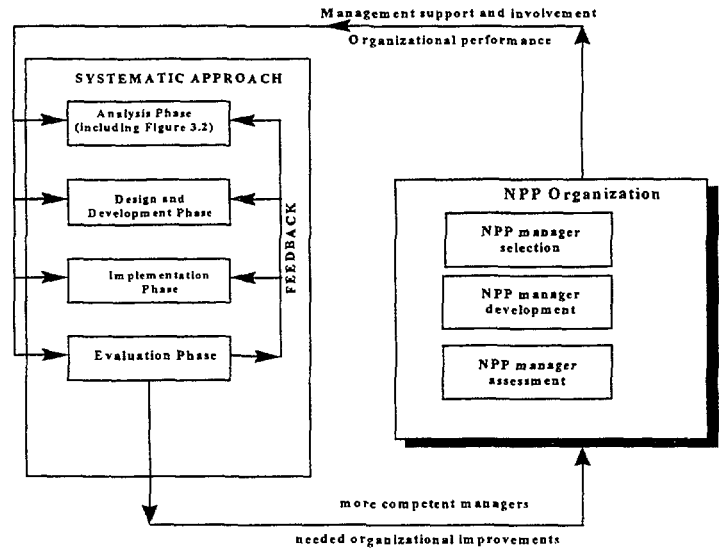 Management support and involvement
Organizational performance
SYSTEMATIC APPROACH
Analysis Phase
(including Figure 3.2)
Design and
Development Phase
Implementation
Phase
Evaluation Phase
FEEDBACK
NPP Organization
NPP manager
selection
NPP manager
development
NPP manager
assessment
more competent managers
needed organizational improvements